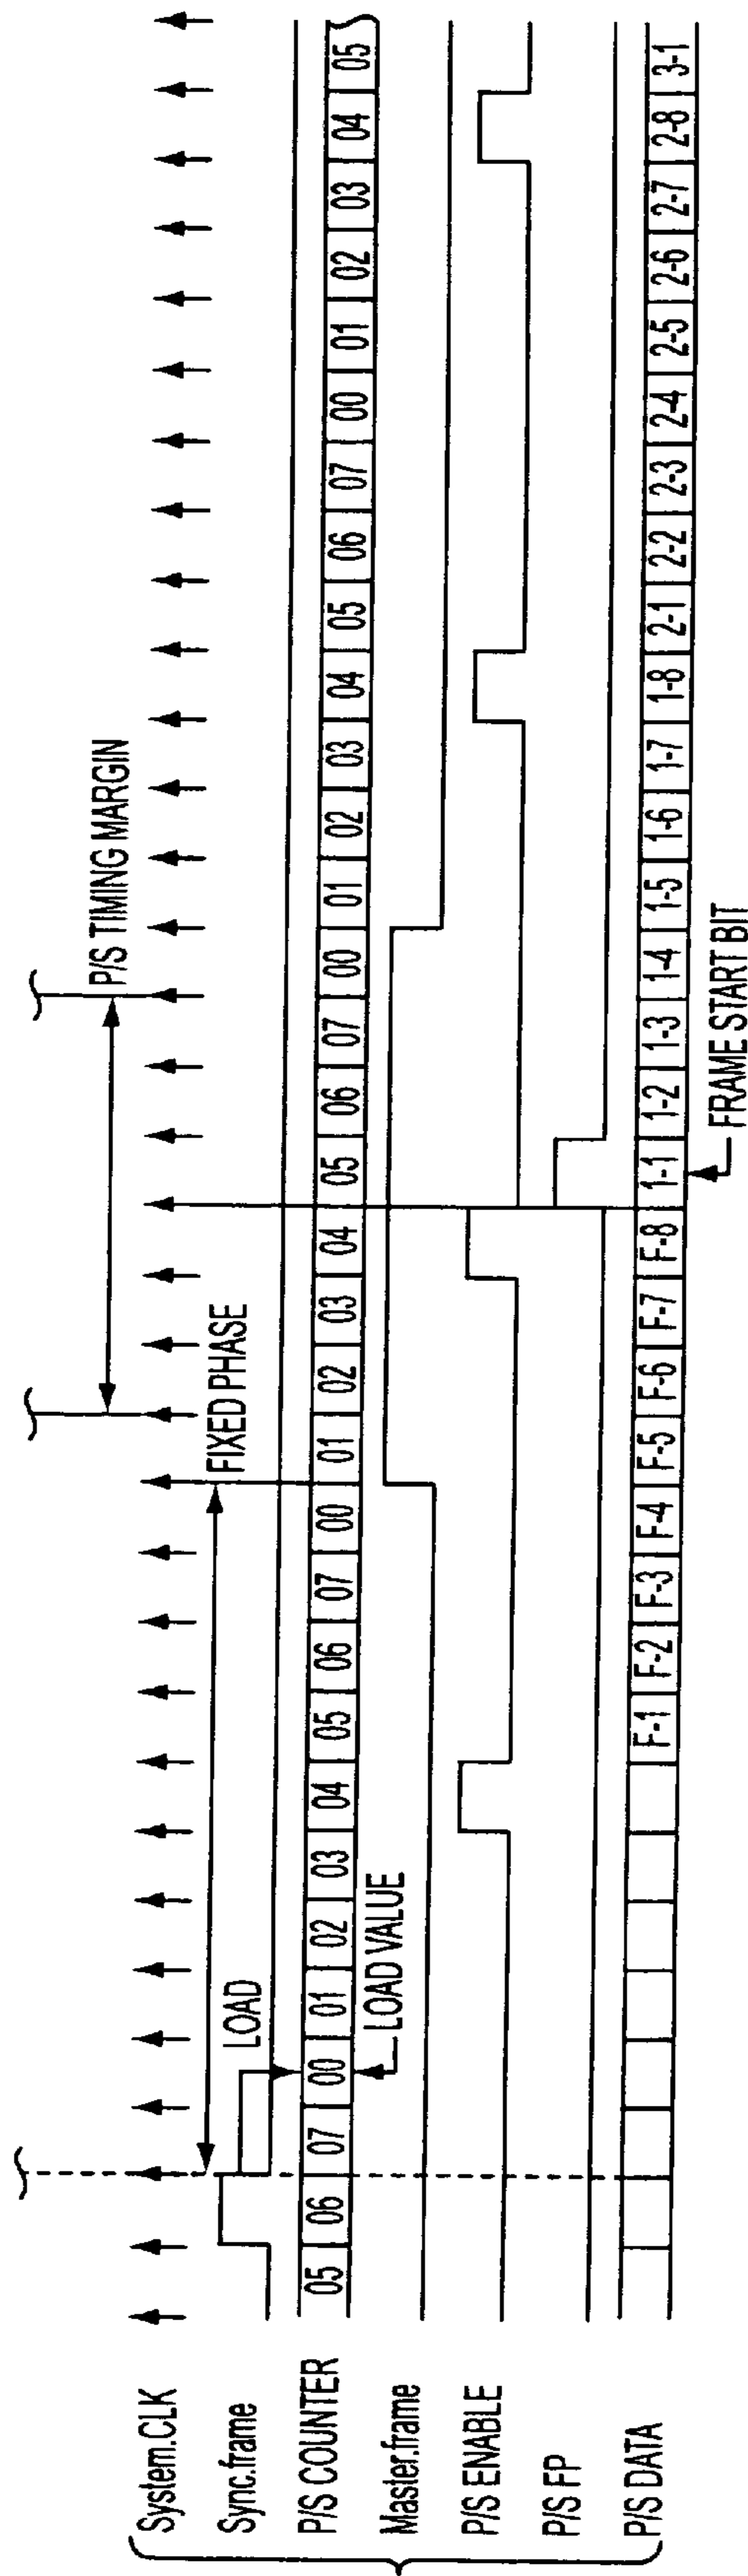 P/S TIMING MARGIN
System.CLK
FIXED PHASE
Sync.frame
LOAD
P/S COUNTER 05 06 07 00 01 02 03 04 05 06 07 00 01 02 03 04 05 06 07 00 01 02 03 04 05 06 07 00 01 02 03 04 05
LOAD VALUE
Master.frame
P/S ENABLE
P/S FP
P/S DATA F-1 F-2 F-3 F-4 F-5 F-6 F-7 F-8 1-1 1-2 1-3 1-4 1-5 1-6 1-7 1-8 2-1 2-2 2-3 2-4 2-5 2-6 2-7 2-8 3-1
FRAME START BIT